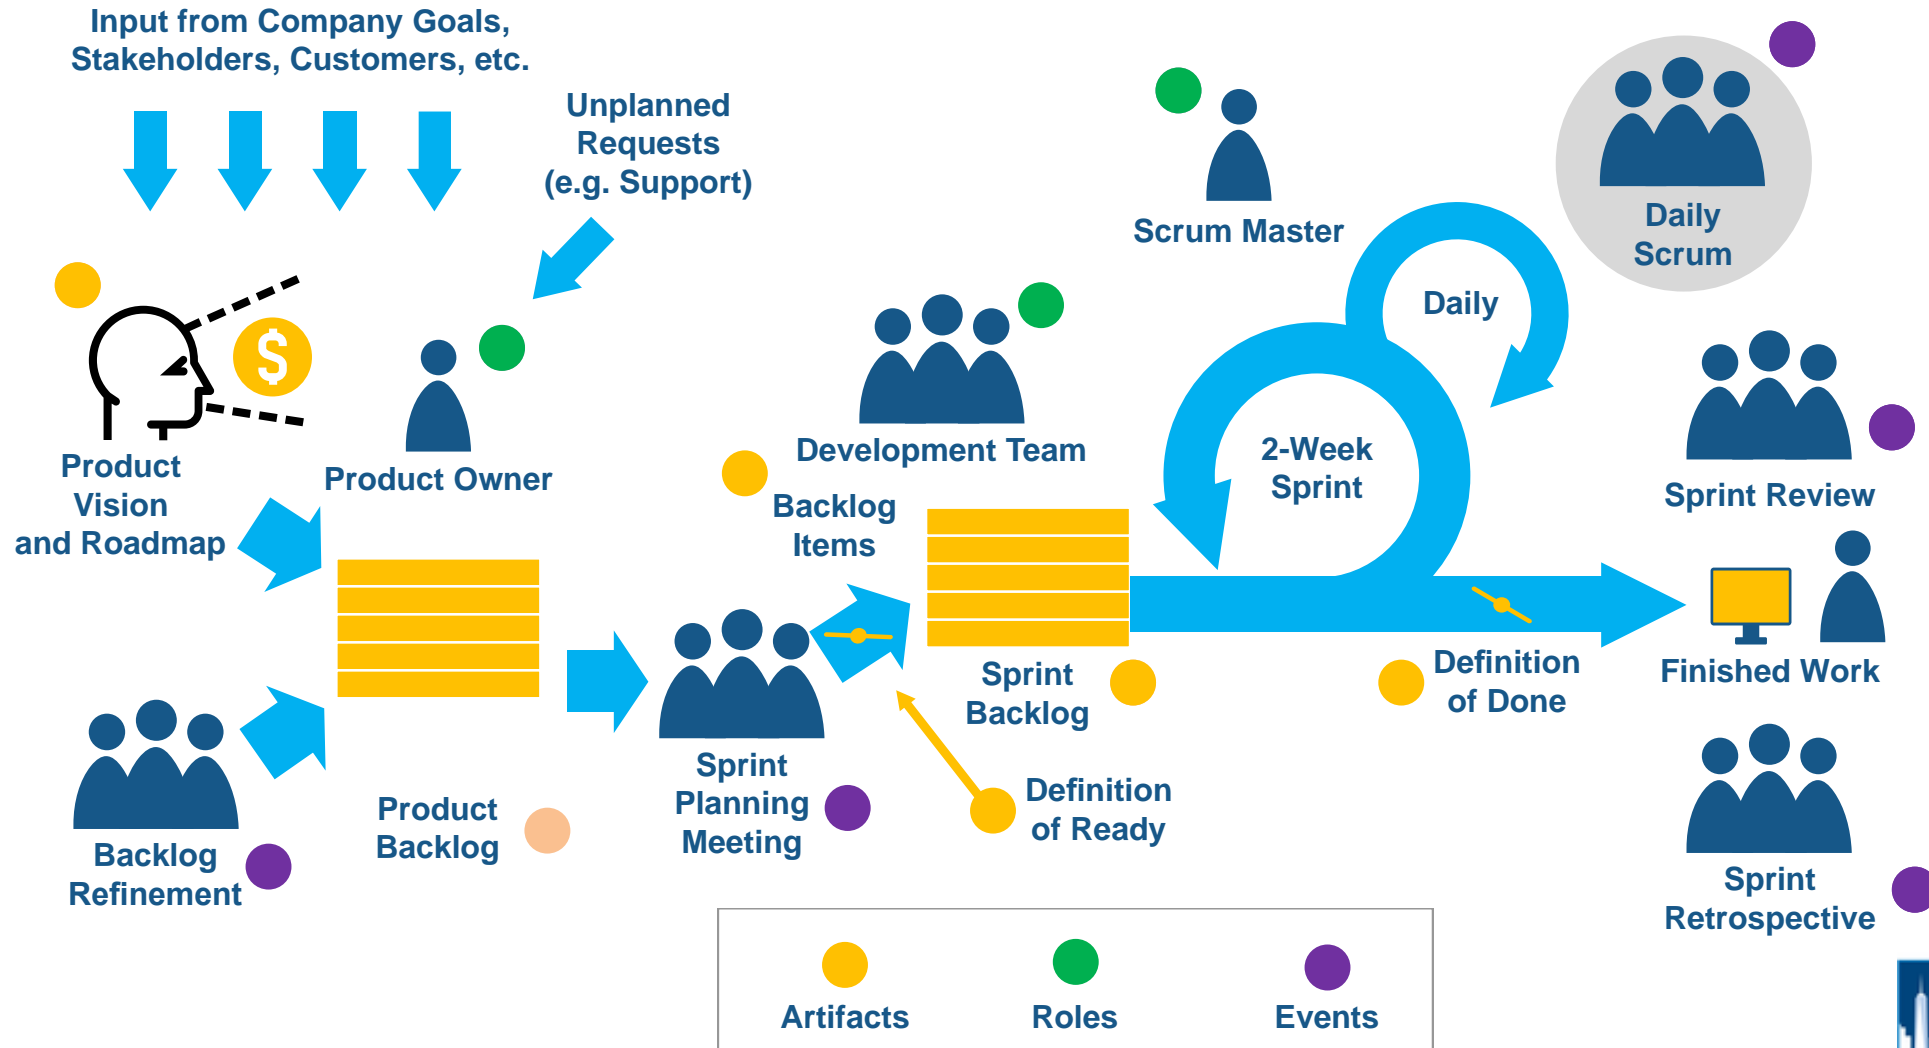 Input from Company Goals,
Stakeholders, Customers, etc.
Unplanned
Requests
(e.g. Support)
Scrum Master
Daily
Scrum
Daily
Product
Vision
and Roadmap
Product Owner
Development Team
2-Week
Sprint
Sprint Review
Backlog
Items
Sprint
Backlog
Definition
of Done
Finished Work
Backlog
Refinement
Product
Backlog
Sprint
Planning
Meeting
Definition
of Ready
Sprint
Retrospective
Artifacts
Roles
Events
$